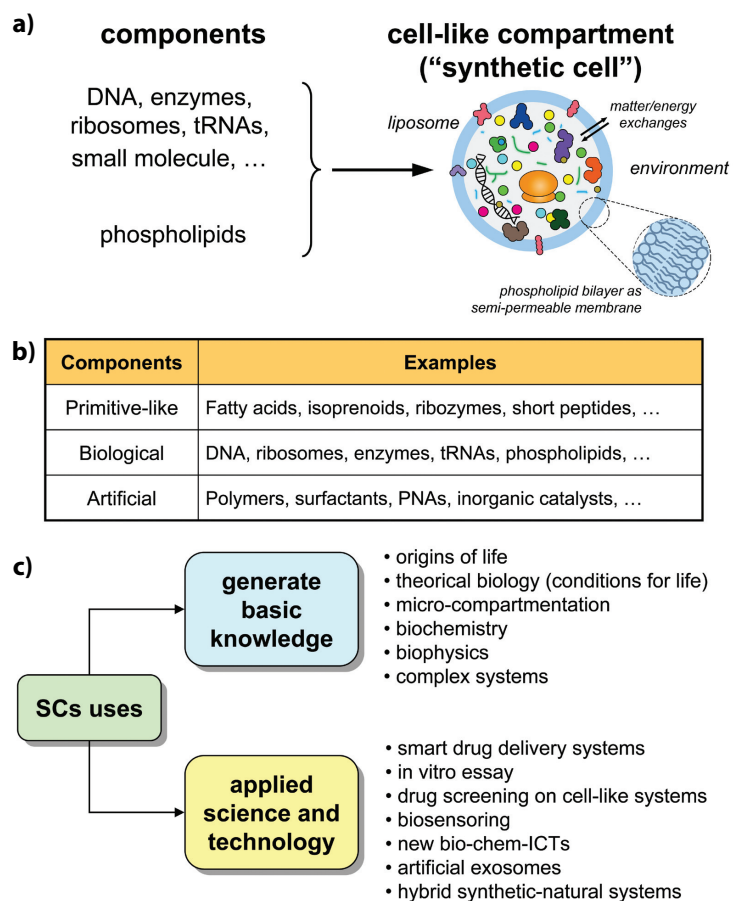 a)
components
DNA, enzymes,
ribosomes, tRNAs,
small molecule, …
phospholipids
cell-like compartment
(“synthetic cell”)
liposome
matter/energy
exchanges
environment
phospholipid bilayer as
semi-permeable membrane
b)
Components Examples
Primitive-like Fatty acids, isoprenoids, ribozymes, short peptides, …
Biological DNA, ribosomes, enzymes, tRNAs, phospholipids, …
Artificial Polymers, surfactants, PNAs, inorganic catalysts, …
c)
SCs uses
generate
basic
knowledge
• origins of life
• theorical biology (conditions for life)
• micro-compartmentation
• biochemistry
• biophysics
• complex systems
applied
science and
technology
• smart drug delivery systems
• in vitro essay
• drug screening on cell-like systems
• biosensoring
• new bio-chem-ICTs
• artificial exosomes
• hybrid synthetic-natural systems